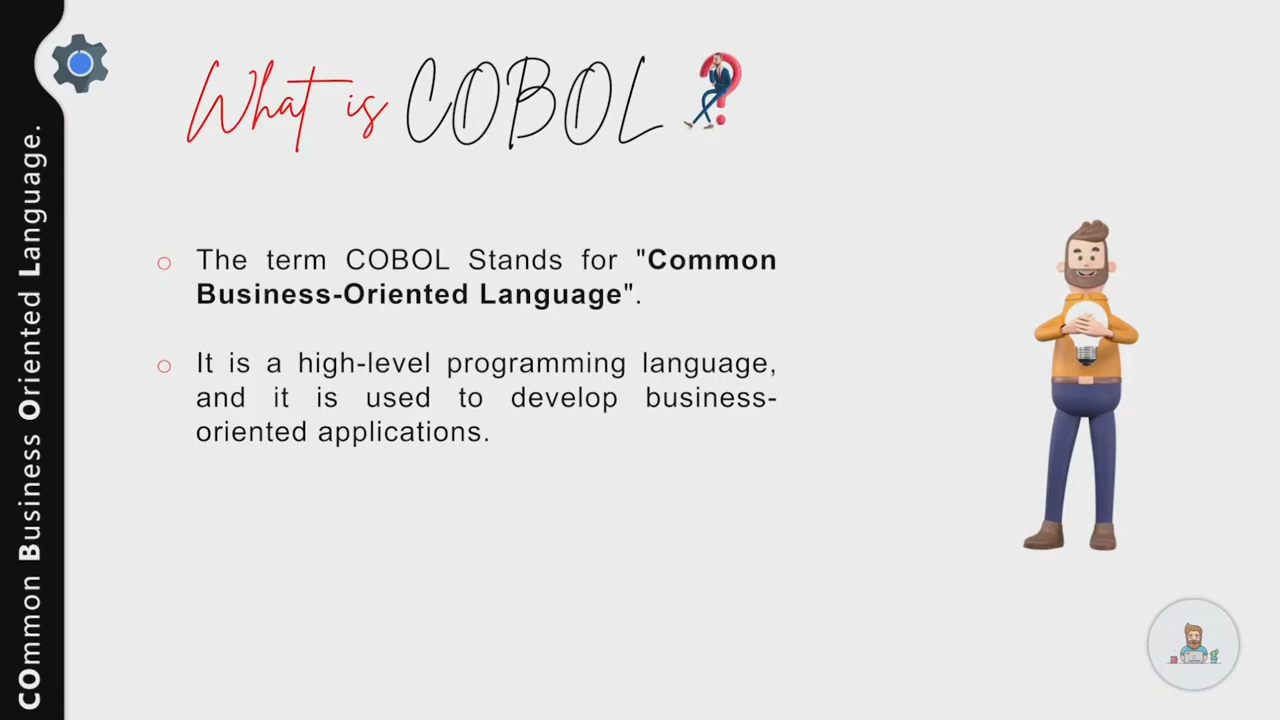 What is COBOL ?
The term COBOL Stands for "Common
Business-Oriented Language".
It is a high-level programming language,
and it is used to develop business-
oriented applications.
COmmon Business Oriented Language.